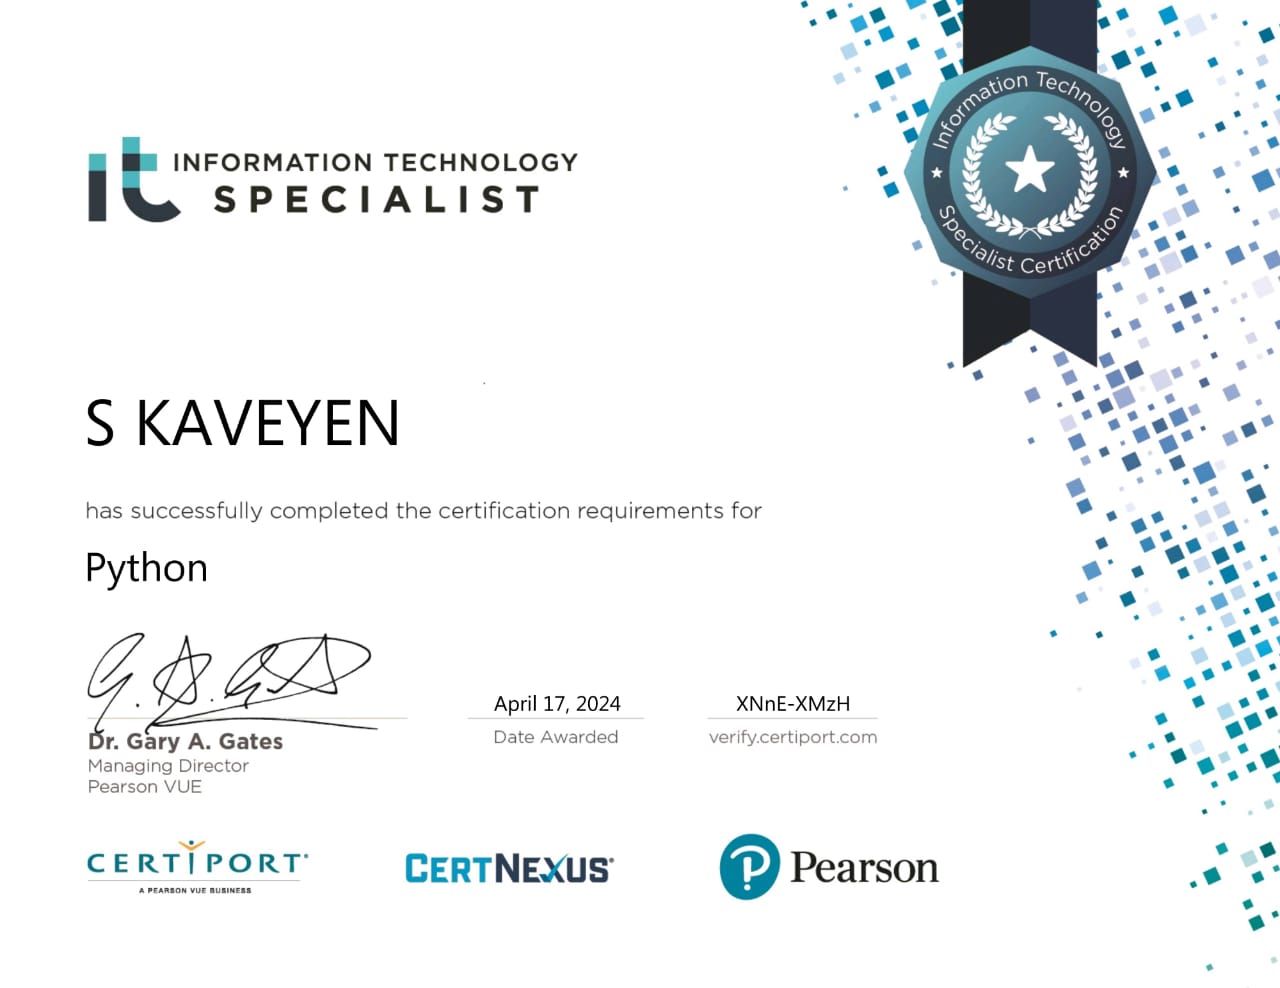 it INFORMATION TECHNOLOGY
SPECIALIST
Information Technology
Specialist Certification
S KAVEYEN
has successfully completed the certification requirements for
Python
G. A. Gates
April 17, 2024
XNnE-XMzH
Dr. Gary A. Gates
Date Awarded
verify.certiport.com
Managing Director
Pearson VUE
CERTIPORT
A PEARSON VUE BUSINESS
CERTNEXUS
P Pearson